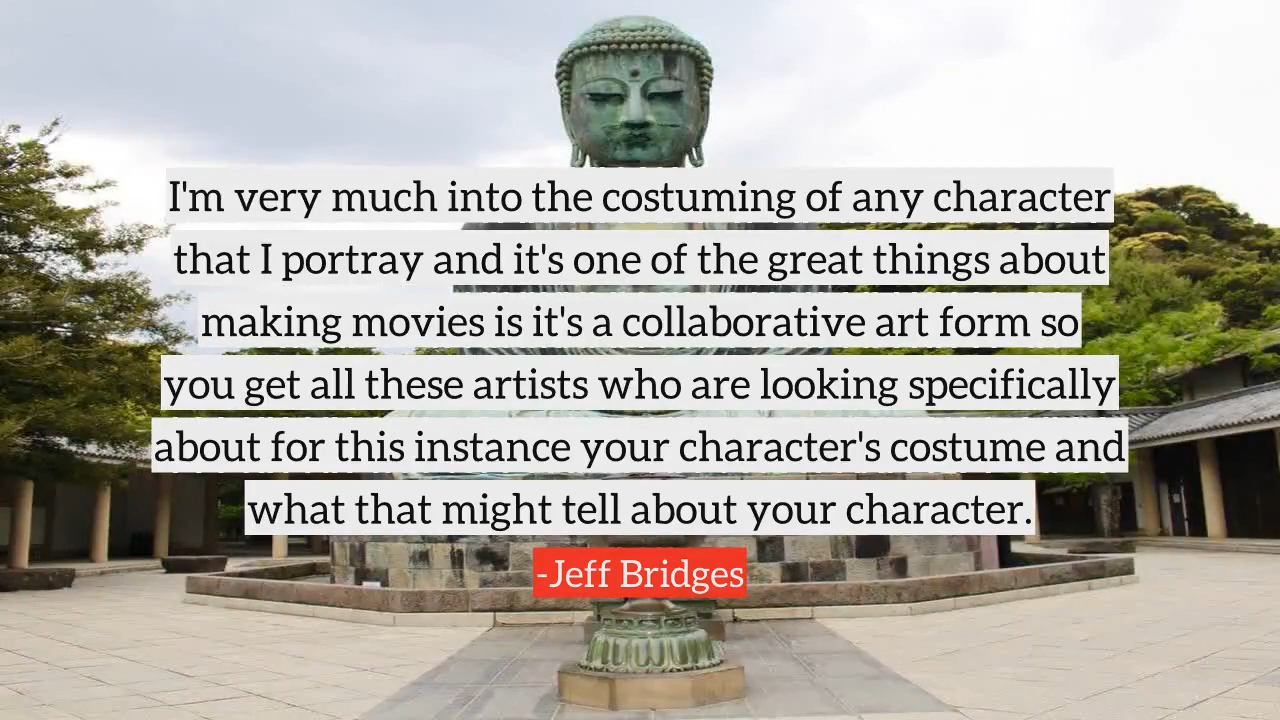 I'm very much into the costuming of any character
that I portray and it's one of the great things about
making movies is it's a collaborative art form so
you get all these artists who are looking specifically
about for this instance your character's costume and
what that might tell about your character.
-Jeff Bridges